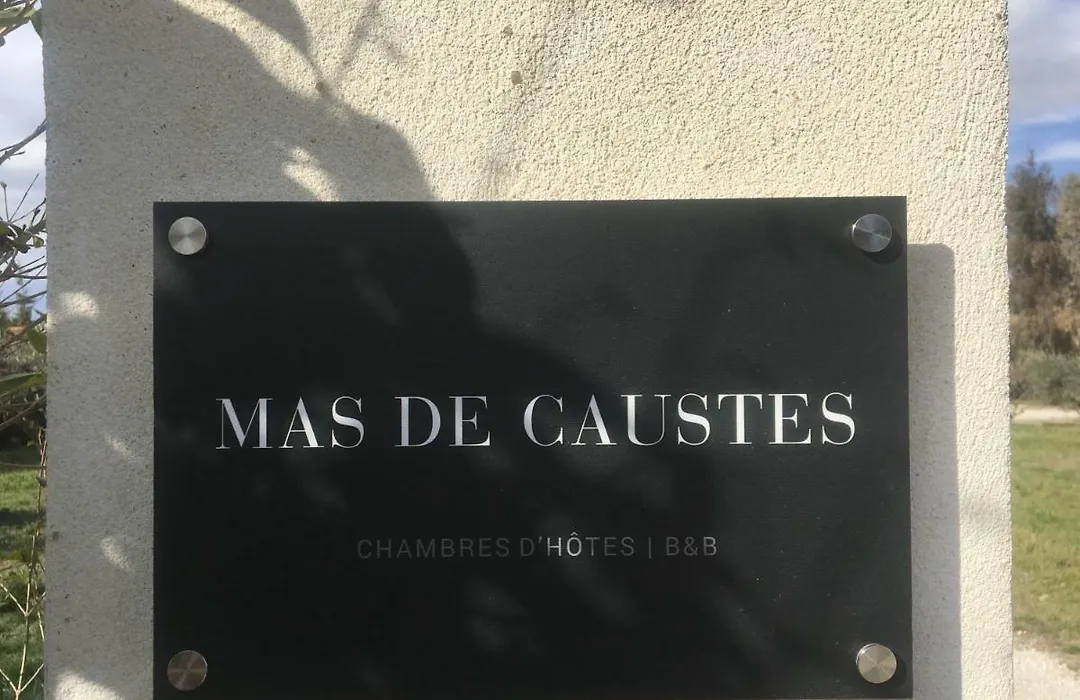 MAS DE CAUSTES
CHAMBRES D'HÔTES | B&B